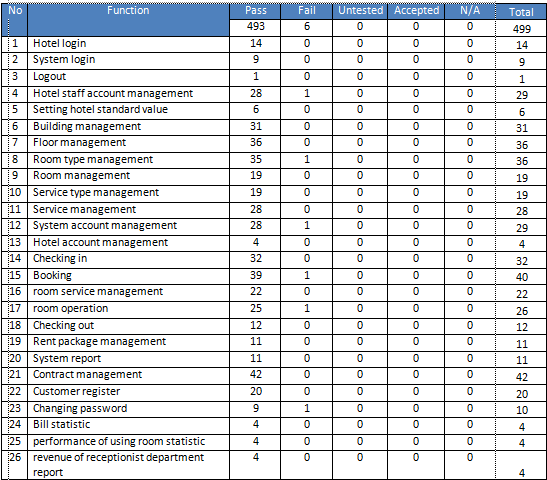 No Function Pass Fail Untested Accepted N/A Total
493 6 0 0 0 499
1 Hotel login 14 0 0 0 0 14
2 System login 9 0 0 0 0 9
3 Logout 1 0 0 0 0 1
4 Hotel staff account management 28 1 0 0 0 29
5 Setting hotel standard value 6 0 0 0 0 6
6 Building management 31 0 0 0 0 31
7 Floor management 36 0 0 0 0 36
8 Room type management 35 1 0 0 0 36
9 Room management 19 0 0 0 0 19
10 Service type management 19 0 0 0 0 19
11 Service management 28 0 0 0 0 28
12 System account management 28 1 0 0 0 29
13 Hotel account management 4 0 0 0 0 4
14 Checking in 32 0 0 0 0 32
15 Booking 39 1 0 0 0 40
16 room service management 22 0 0 0 0 22
17 room operation 25 1 0 0 0 26
18 Checking out 12 0 0 0 0 12
19 Rent package management 11 0 0 0 0 11
20 System report 11 0 0 0 0 11
21 Contract management 42 0 0 0 0 42
22 Customer register 20 0 0 0 0 20
23 Changing password 9 1 0 0 0 10
24 Bill statistic 4 0 0 0 0 4
25 performance of using room statistic 4 0 0 0 0 4
26 revenue of receptionist department 4 0 0 0 0
report 4